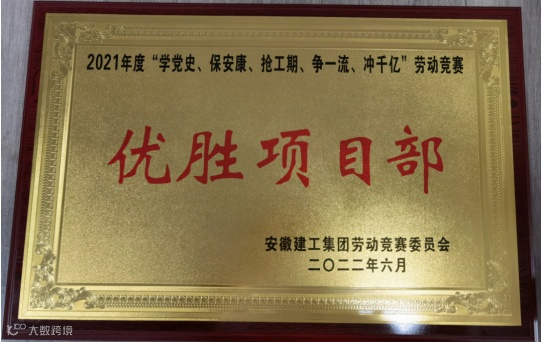 2021年度“学党史、保安康、抢工期、争一流、冲千亿”劳动竞赛
优胜项目部
安徽建工集团劳动竞赛委员会
二〇二二年六月
大数跨境